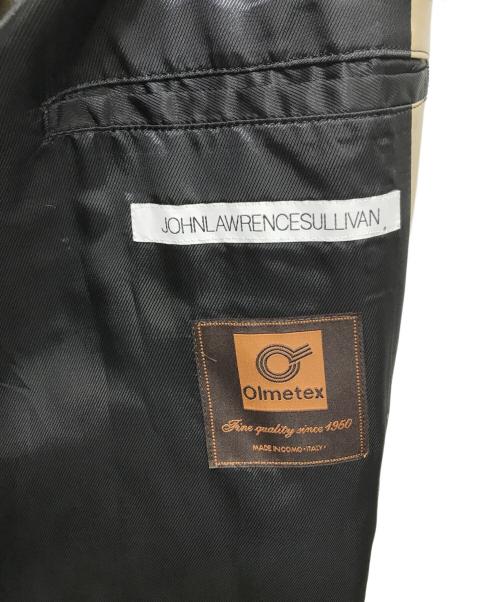 JOHNLAWRENCESULLIVAN
Olmetex
Fine quality since 1950
MADE IN COMO • ITALY •